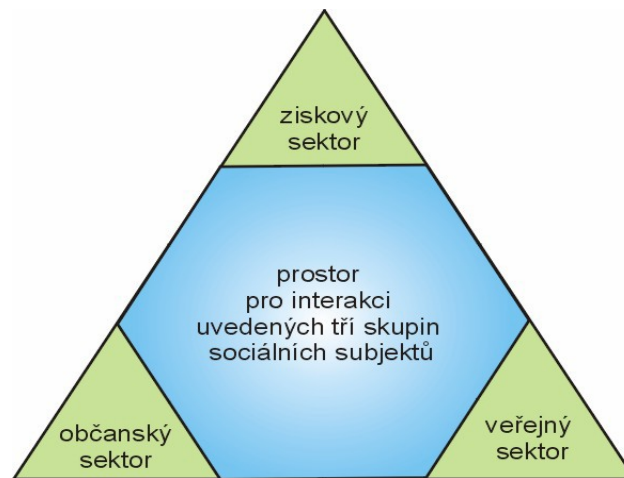 ziskový
sektor
prostor
pro interakci
uvedených tří skupin
sociálních subjektů
občanský
sektor
veřejný
sektor